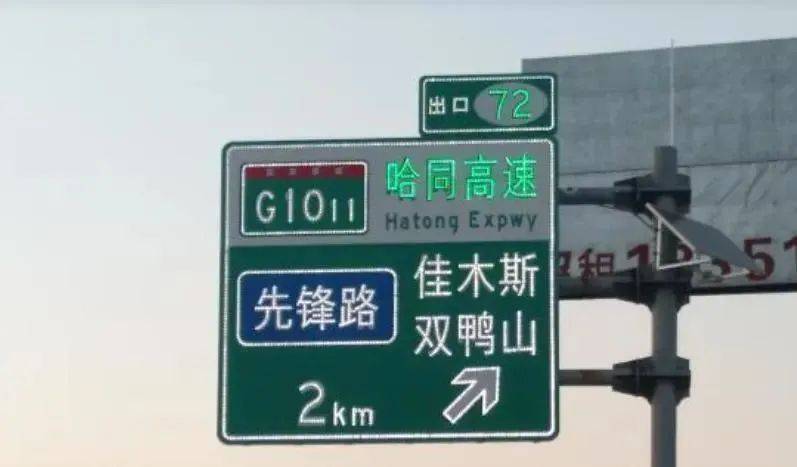 出口 72
G1011
哈同高速
Hatong Expwy
先锋路
佳木斯
双鸭山
2km